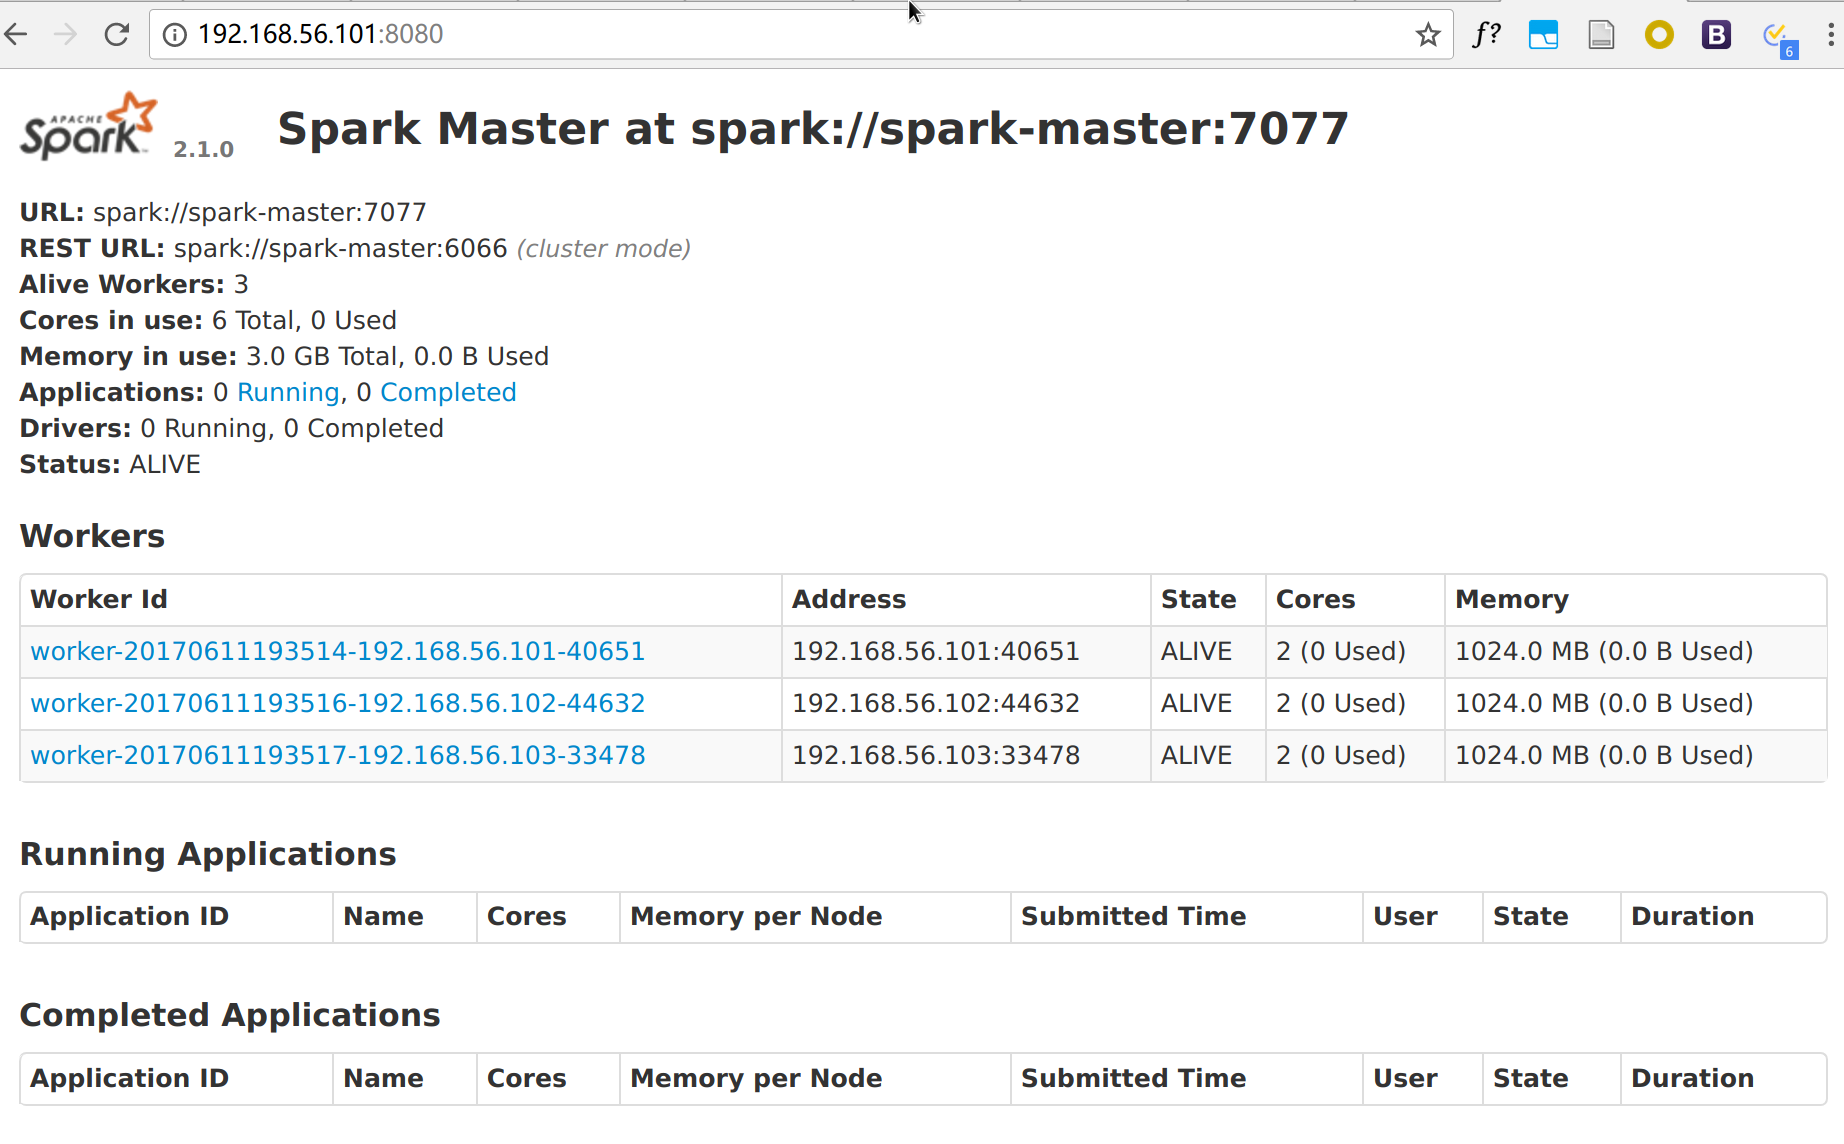 192.168.56.101:8080
f?
B
6
APACHE
Spark™ 2.1.0
Spark Master at spark://spark-master:7077
URL: spark://spark-master:7077
REST URL: spark://spark-master:6066 (cluster mode)
Alive Workers: 3
Cores in use: 6 Total, 0 Used
Memory in use: 3.0 GB Total, 0.0 B Used
Applications: 0 Running, 0 Completed
Drivers: 0 Running, 0 Completed
Status: ALIVE
Workers
Worker Id Address State Cores Memory
worker-20170611193514-192.168.56.101-40651 192.168.56.101:40651 ALIVE 2 (0 Used) 1024.0 MB (0.0 B Used)
worker-20170611193516-192.168.56.102-44632 192.168.56.102:44632 ALIVE 2 (0 Used) 1024.0 MB (0.0 B Used)
worker-20170611193517-192.168.56.103-33478 192.168.56.103:33478 ALIVE 2 (0 Used) 1024.0 MB (0.0 B Used)
Running Applications
Application ID Name Cores Memory per Node Submitted Time User State Duration
Completed Applications
Application ID Name Cores Memory per Node Submitted Time User State Duration